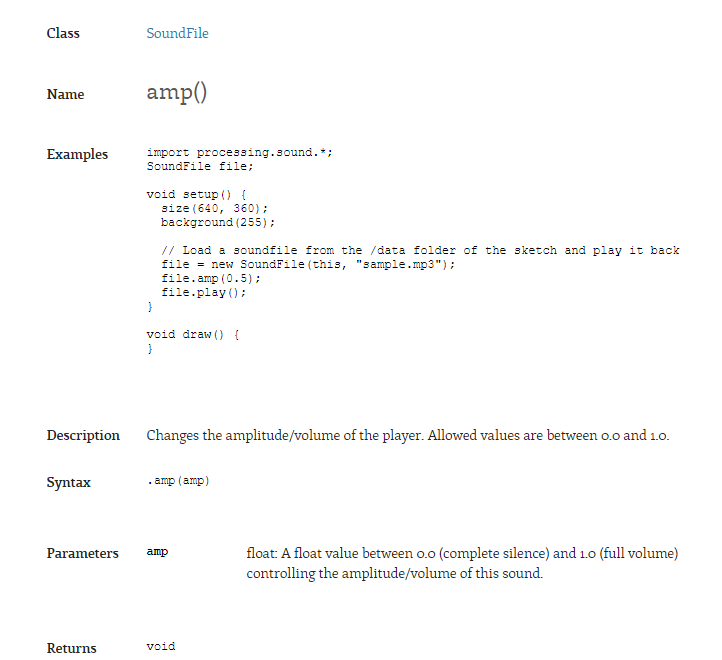 Class SoundFile
Name amp()
Examples import processing.sound.*;
SoundFile file;
void setup() {
size(640, 360);
background(255);
// Load a soundfile from the /data folder of the sketch and play it back
file = new SoundFile(this, "sample.mp3");
file.amp(0.5);
file.play();
}
void draw() {
}
Description Changes the amplitude/volume of the player. Allowed values are between 0.0 and 1.0.
Syntax .amp(amp)
Parameters amp float: A float value between 0.0 (complete silence) and 1.0 (full volume)
controlling the amplitude/volume of this sound.
Returns void